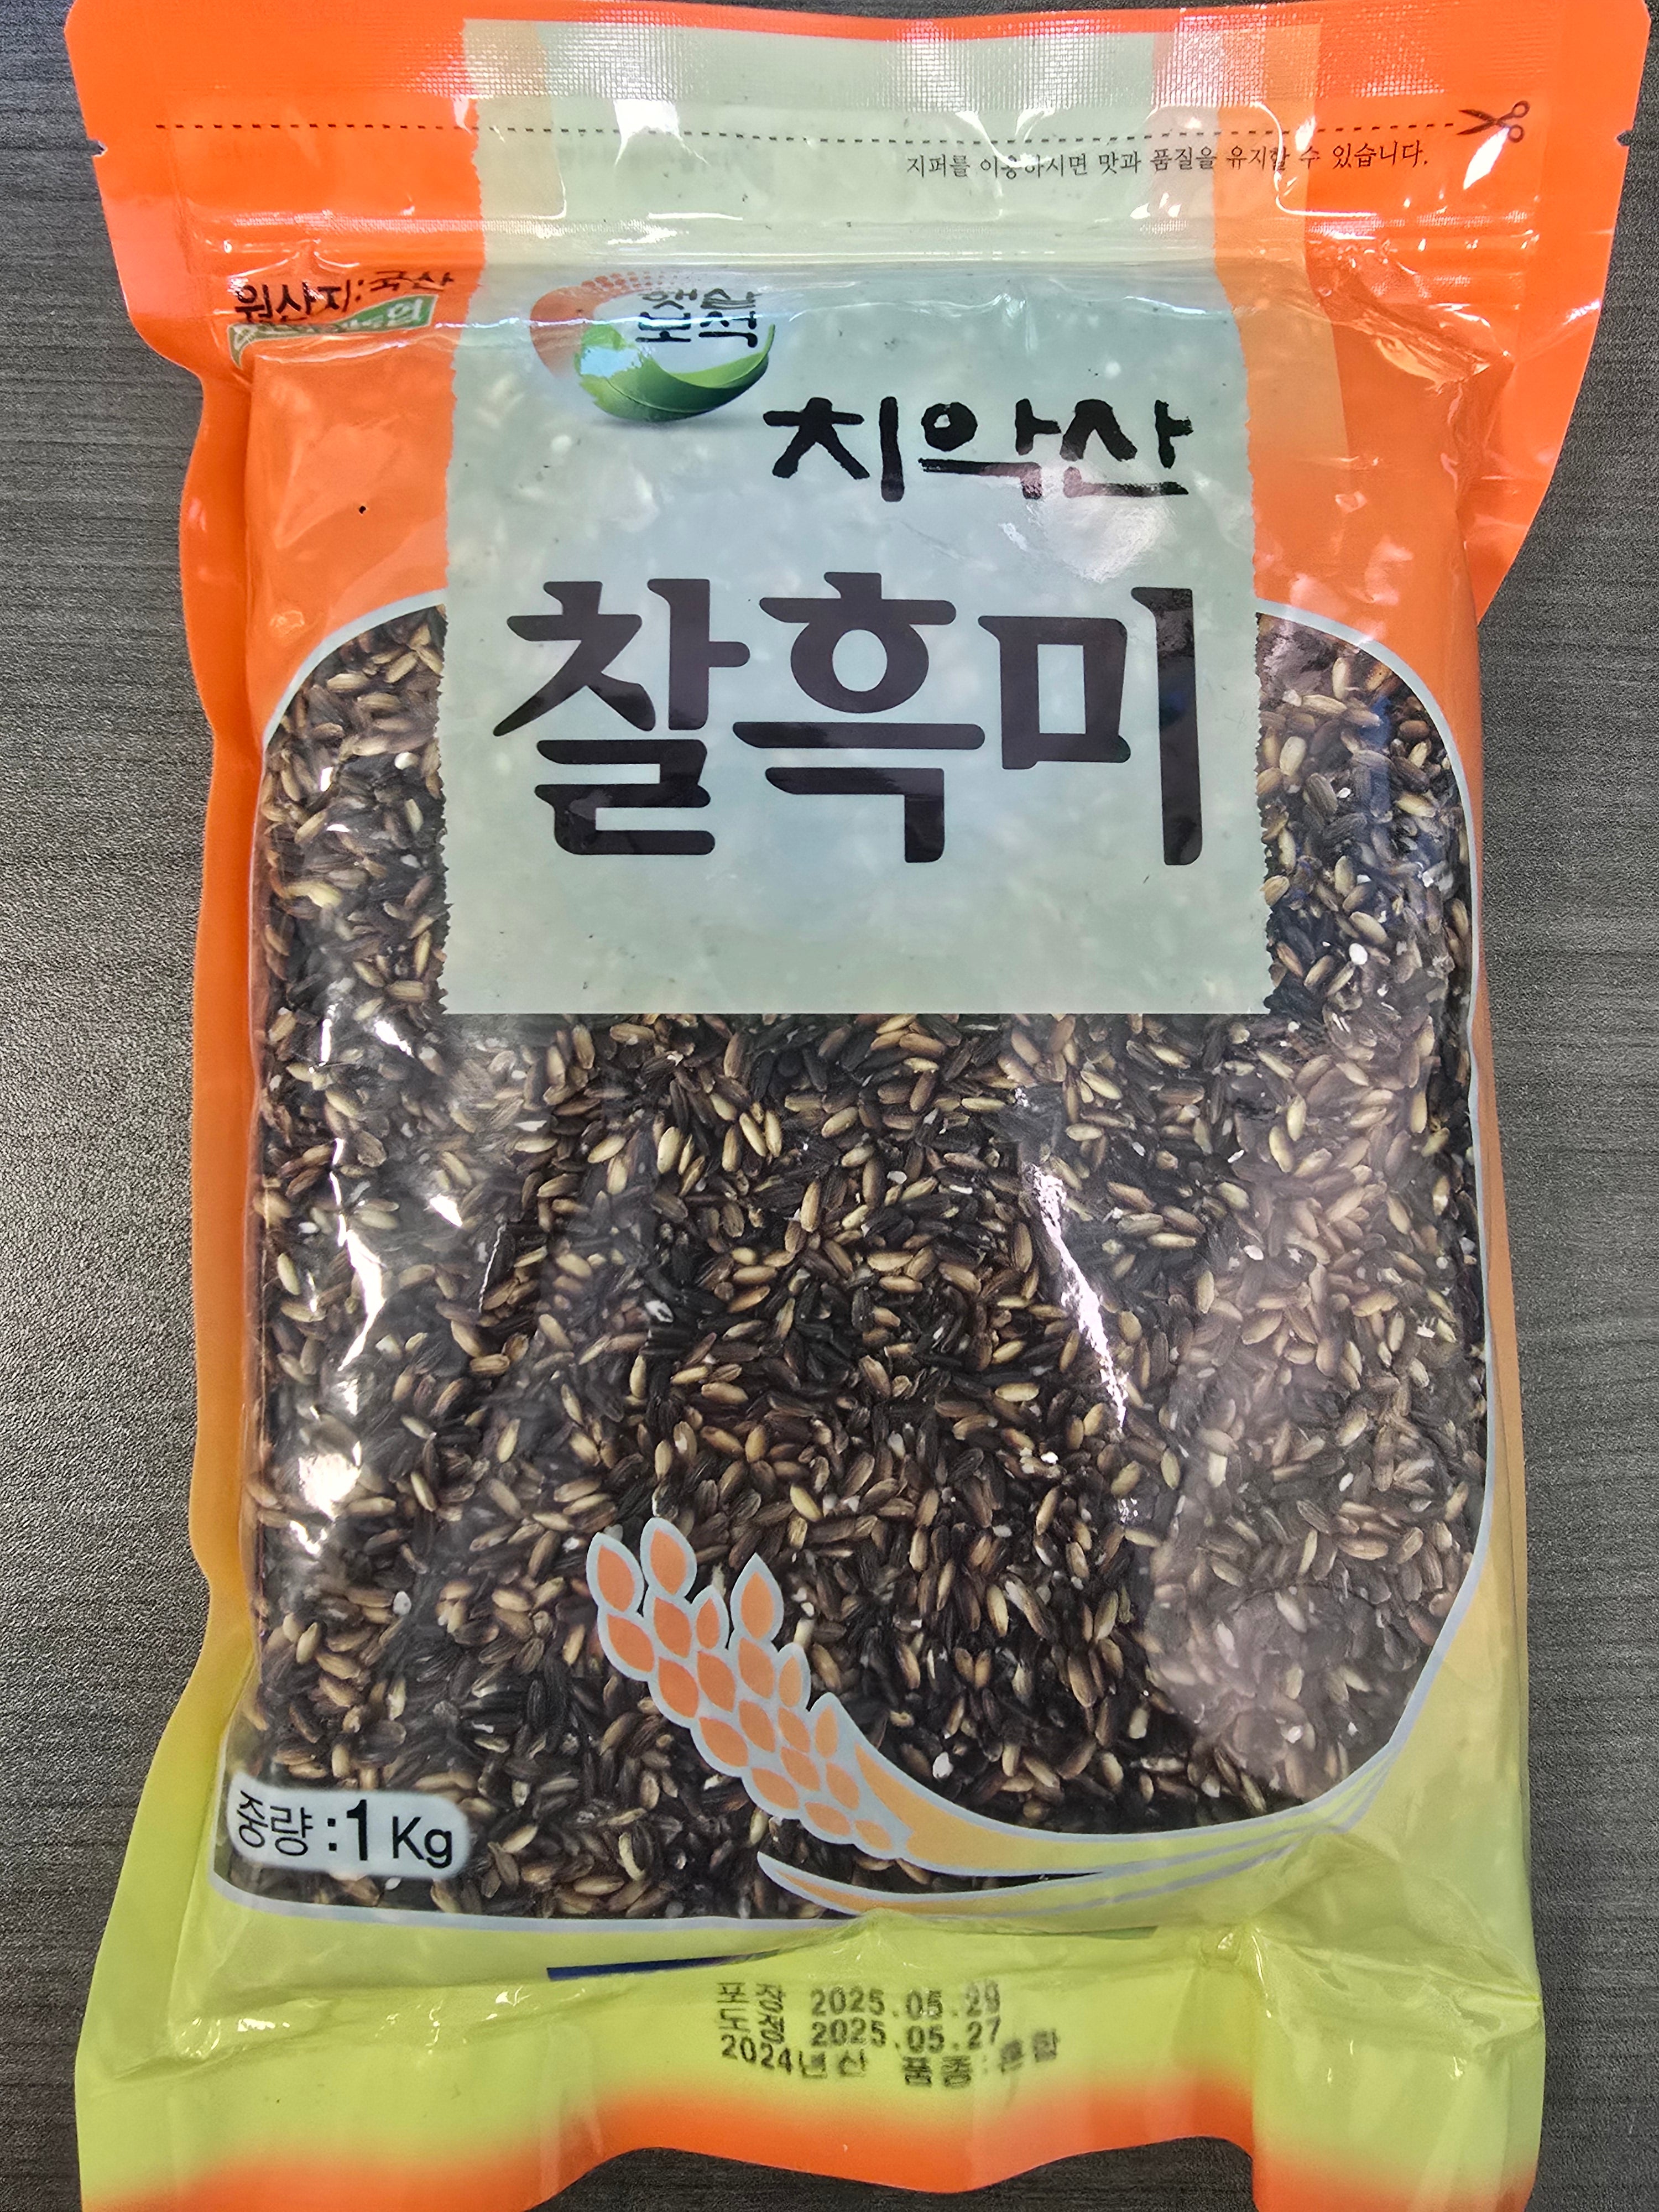 지퍼를 이용하시면 맛과 품질을 유지할 수 있습니다.
원산지:국산
햇살
보석
치악산
찰흑미
중량:1Kg
포장 2025.05.29
도정 2025.05.27
2024년산 품종:혼합